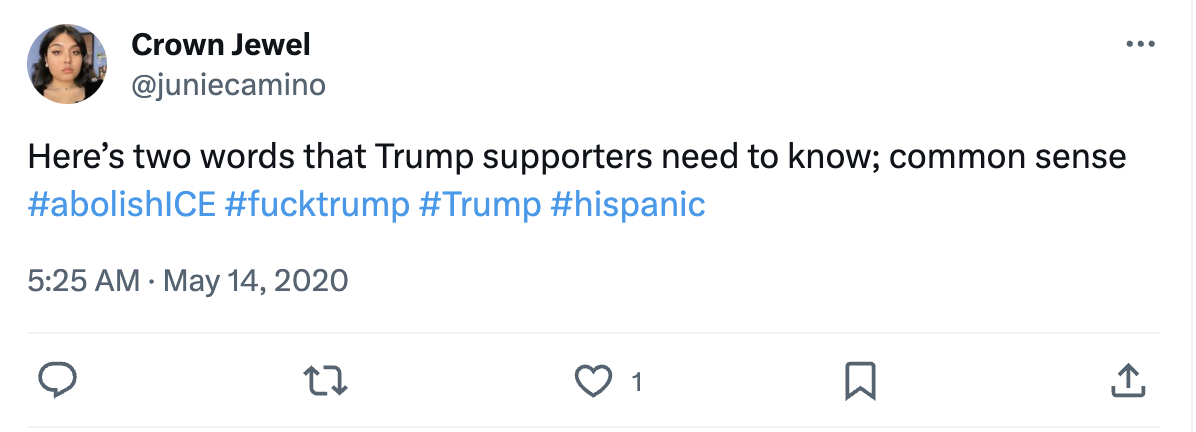 Crown Jewel
@juniecamino
Here’s two words that Trump supporters need to know; common sense
#abolishICE #fucktrump #Trump #hispanic
5:25 AM · May 14, 2020
1